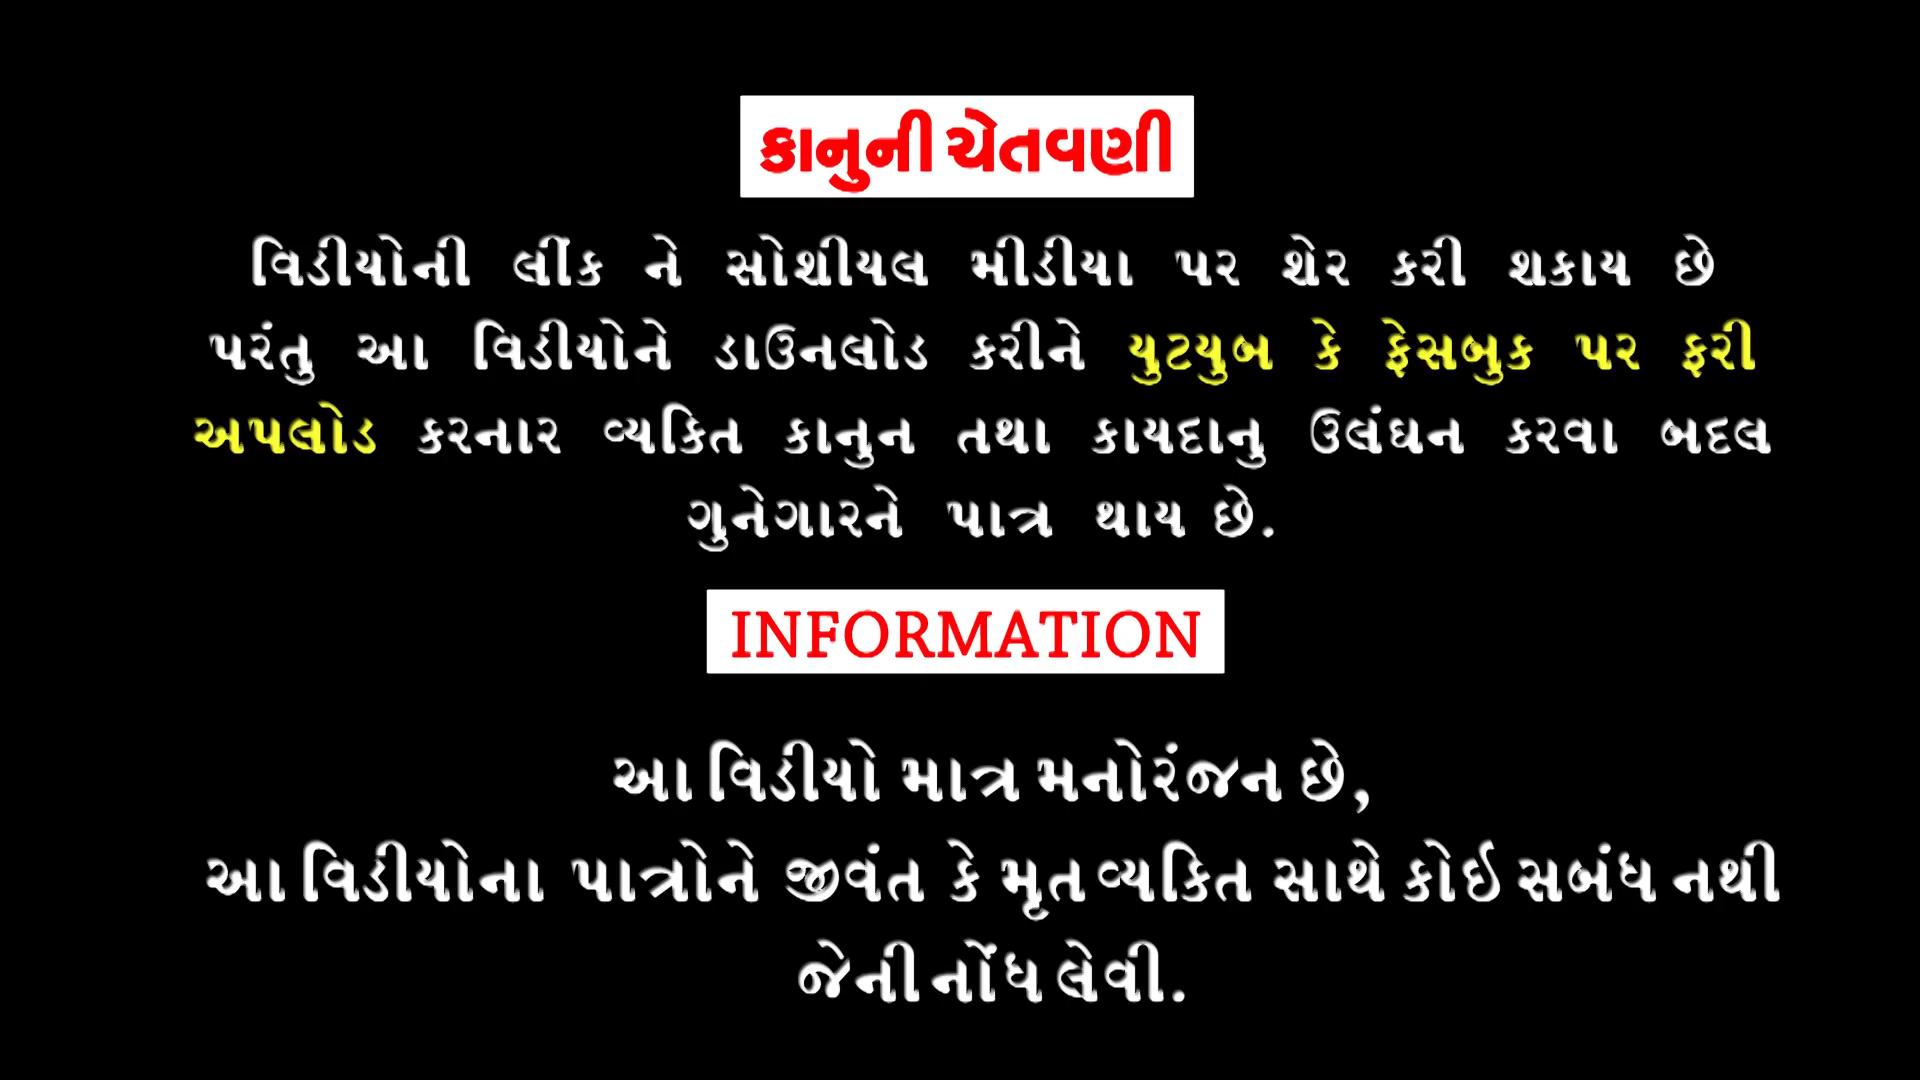 કાનુની ચેતવણી
વિડીયોની લીંક ને સોશીયલ મીડીયા પર શેર કરી શકાય છે
પરંતુ આ વિડીયોને ડાઉનલોડ કરીને યુટયુબ કે ફેસબુક પર ફરી
અપલોડ કરનાર વ્યકિત કાનુન તથા કાયદાનુ ઉલંઘન કરવા બદલ
ગુનેગારને પાત્ર થાય છે.
INFORMATION
આ વિડીયો માત્ર મનોરંજન છે,
આ વિડીયોના પાત્રોને જીવંત કે મૃત વ્યકિત સાથે કોઇ સબંધ નથી
જેની નોંધ લેવી.